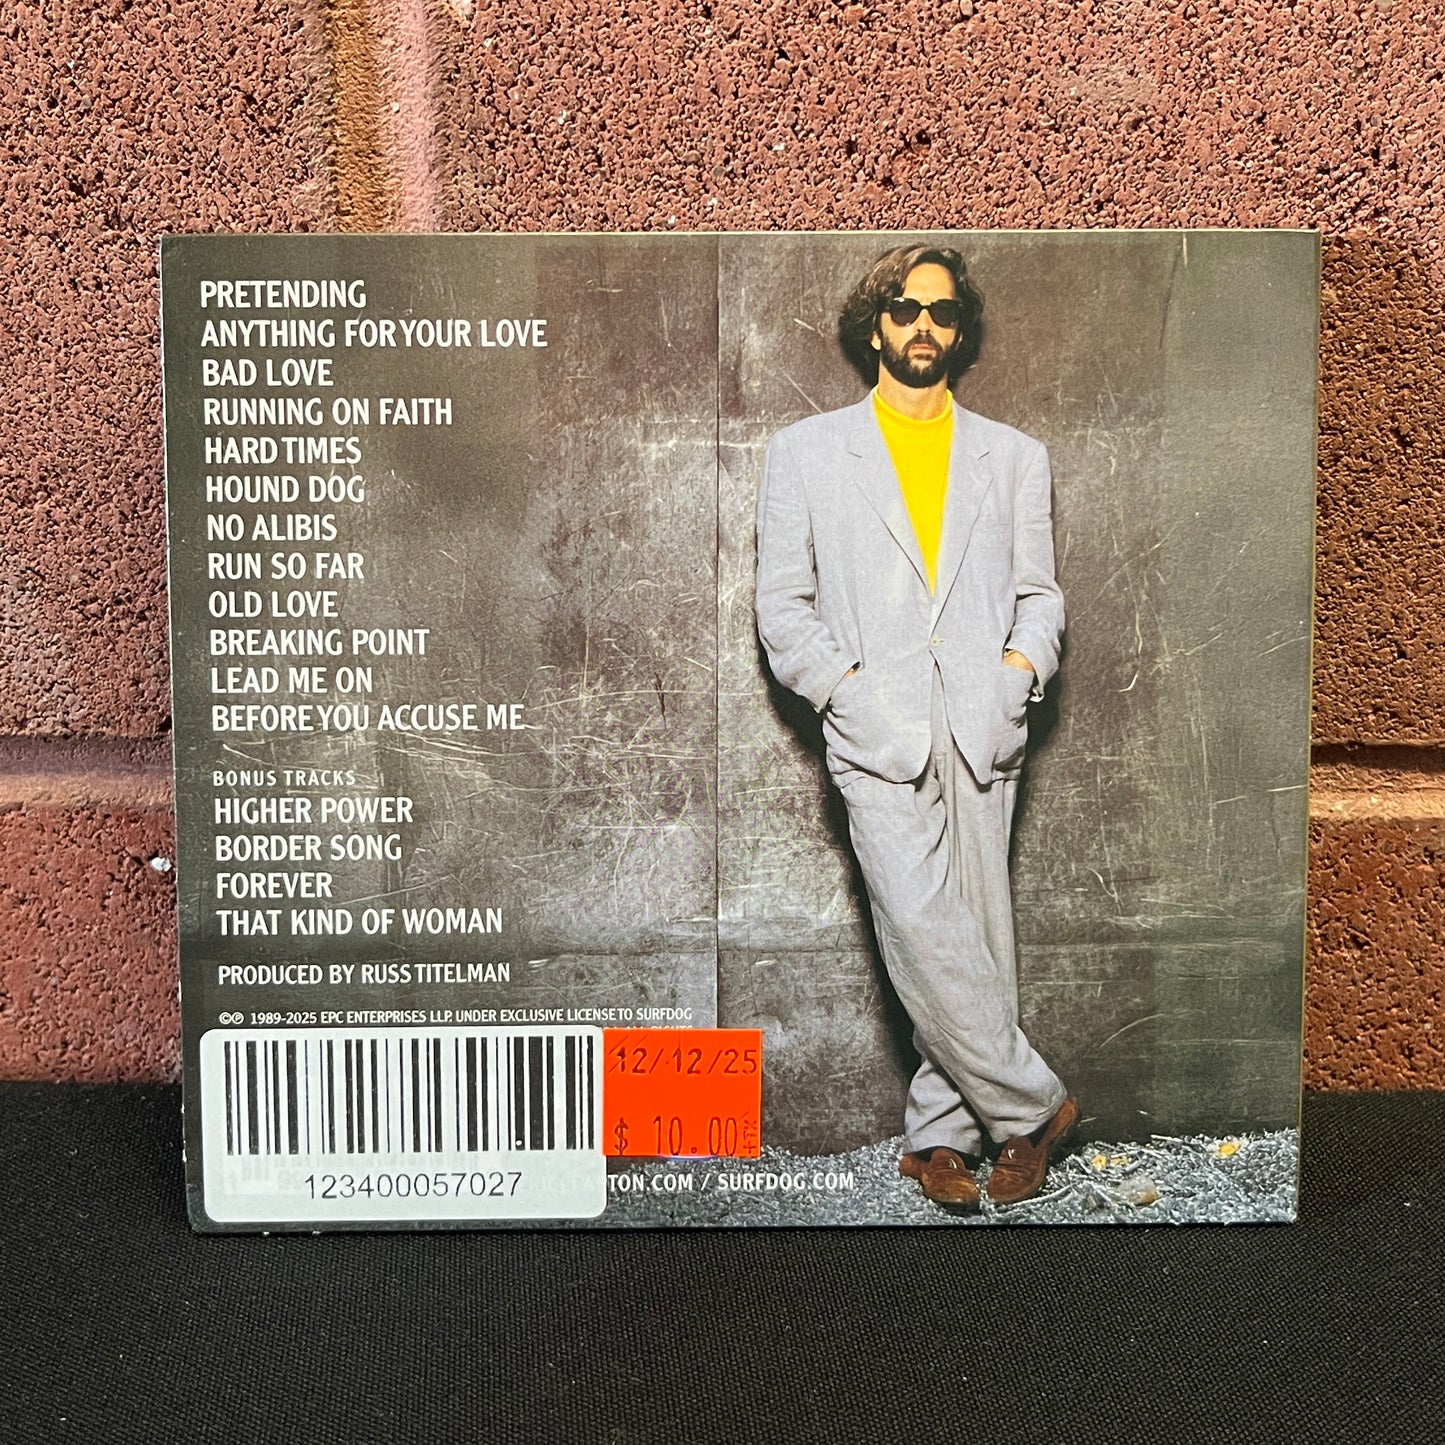 PRETENDING
ANYTHING FOR YOUR LOVE
BAD LOVE
RUNNING ON FAITH
HARD TIMES
HOUND DOG
NO ALIBIS
RUN SO FAR
OLD LOVE
BREAKING POINT
LEAD ME ON
BEFORE YOU ACCUSE ME
BONUS TRACKS
HIGHER POWER
BORDER SONG
FOREVER
THAT KIND OF WOMAN
PRODUCED BY RUSS TITELMAN
©℗ 1989-2025 EPC ENTERPRISES LLP. UNDER EXCLUSIVE LICENSE TO SURFDOG
12/12/25
$ 10.00
123400057027
TON.COM / SURFDOG.COM